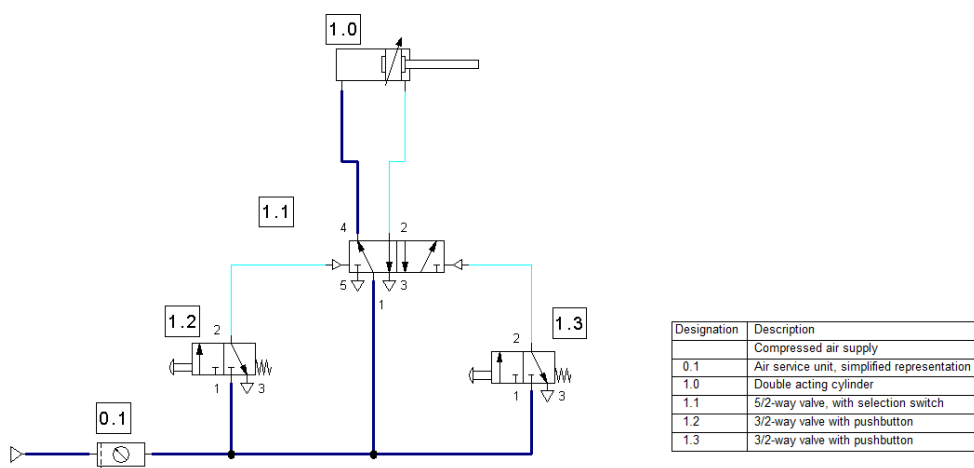 1.0
1.1
4 2
5 3
1
1.2
2
1 3
1.3
2
1 3
0.1
Designation Description
Compressed air supply
0.1 Air service unit, simplified representation
1.0 Double acting cylinder
1.1 5/2-way valve, with selection switch
1.2 3/2-way valve with pushbutton
1.3 3/2-way valve with pushbutton